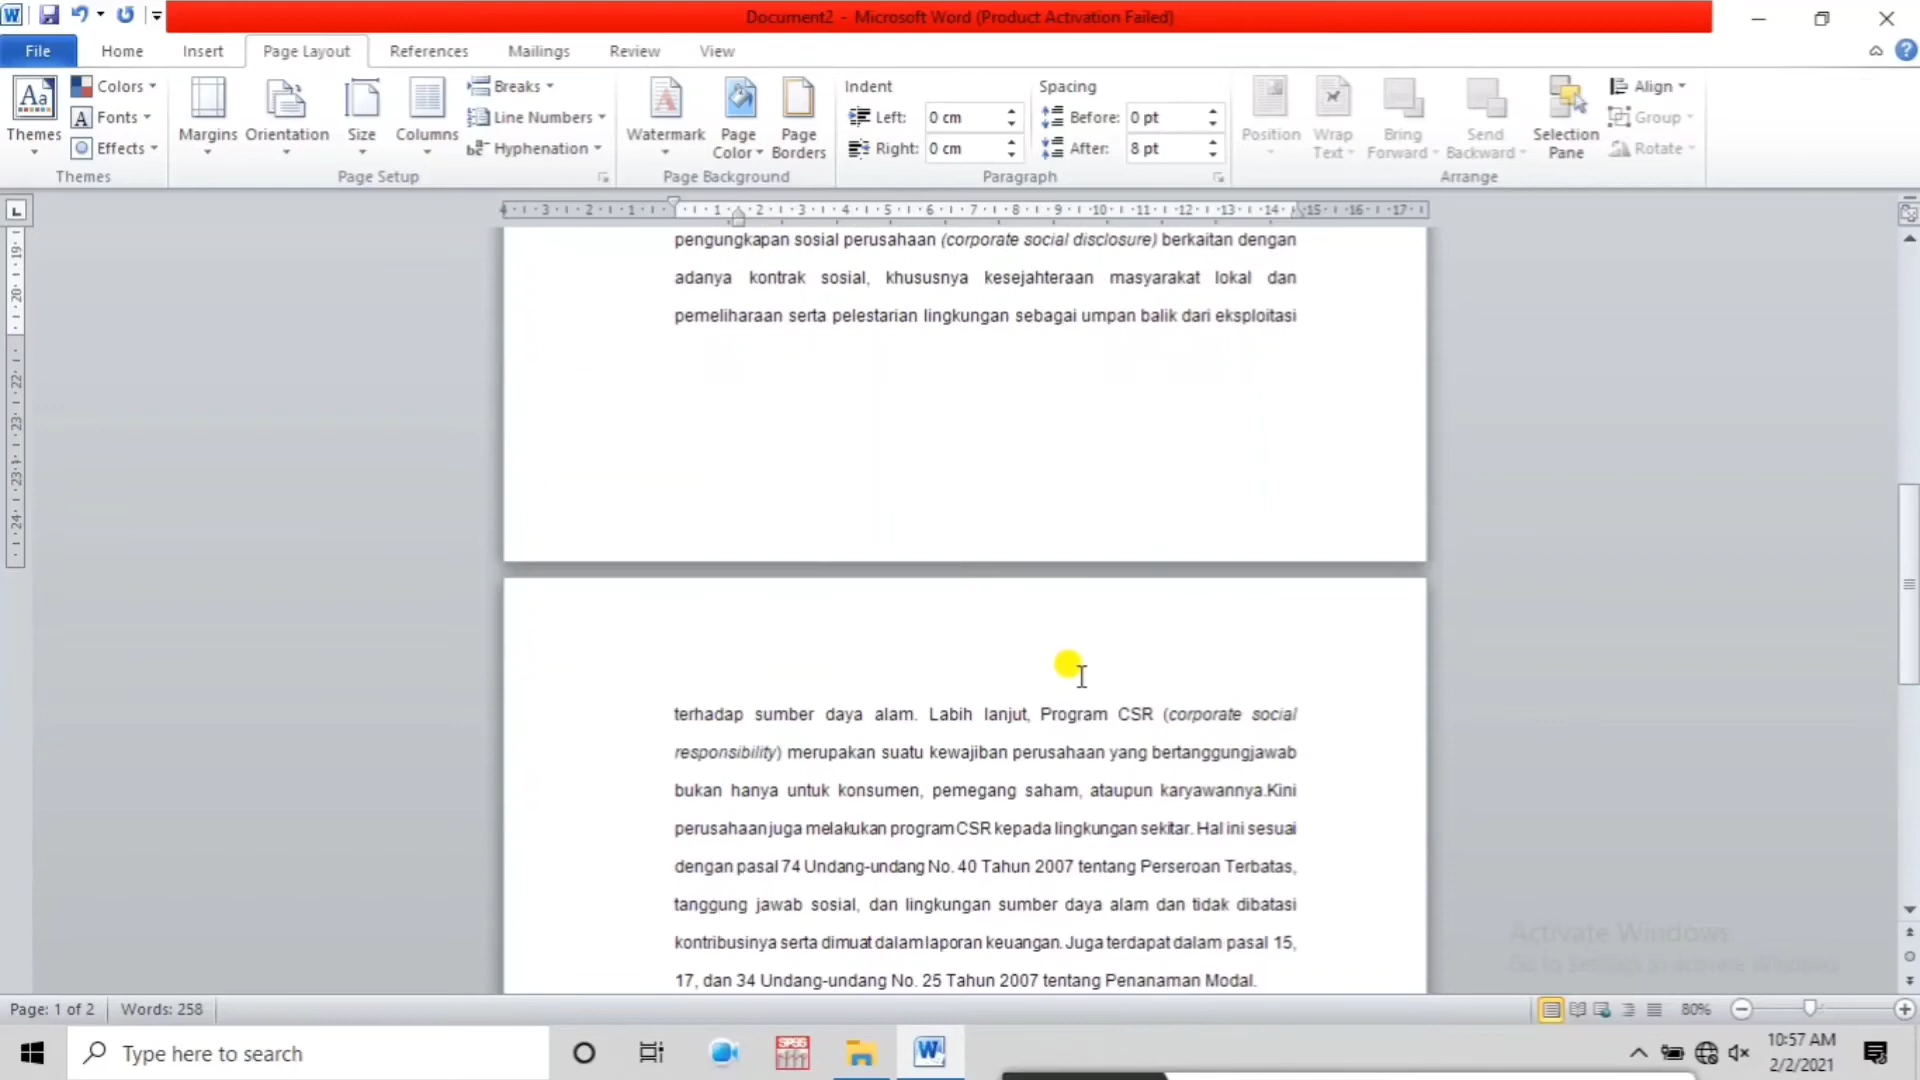 Document2 - Microsoft Word (Product Activation Failed)
File Home Insert Page Layout References Mailings Review View
Themes
Colors
Fonts
Effects
Themes
Margins
Orientation
Size
Columns
Breaks
Line Numbers
Hyphenation
Page Setup
Watermark
Page Color
Page Borders
Page Background
Indent
Left: 0 cm
Right: 0 cm
Spacing
Before: 0 pt
After: 8 pt
Paragraph
Position
Wrap Text
Bring Forward
Send Backward
Selection Pane
Align
Group
Rotate
Arrange
pengungkapan sosial perusahaan (corporate social disclosure) berkaitan dengan
adanya kontrak sosial, khususnya kesejahteraan masyarakat lokal dan
pemeliharaan serta pelestarian lingkungan sebagai umpan balik dari eksploitasi
terhadap sumber daya alam. Labih lanjut, Program CSR (corporate social
responsibility) merupakan suatu kewajiban perusahaan yang bertanggungjawab
bukan hanya untuk konsumen, pemegang saham, ataupun karyawannya.Kini
perusahaan juga melakukan program CSR kepada lingkungan sekitar. Hal ini sesuai
dengan pasal 74 Undang-undang No. 40 Tahun 2007 tentang Perseroan Terbatas,
tanggung jawab sosial, dan lingkungan sumber daya alam dan tidak dibatasi
kontribusinya serta dimuat dalam laporan keuangan. Juga terdapat dalam pasal 15,
17, dan 34 Undang-undang No. 25 Tahun 2007 tentang Penanaman Modal.
Activate Windows
Page: 1 of 2 Words: 258 80%
Type here to search
SPSS
10:57 AM
2/2/2021